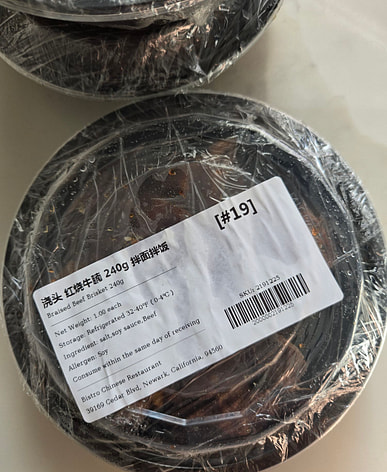 [#19]
浇头 红烧牛腩 240g 拌面拌饭
Braised Beef Brisket 240g
Net Weight: 1.00 each
Storage: Refrigerated 32-40°F (0-4℃)
Ingredient: salt,soy sauce,Beef
Allergen: Soy
Consume within the same day of receiving
Bistro Chinese Restaurant
39169 Cedar Blvd, Newark, California, 94560
SKU: 2191225